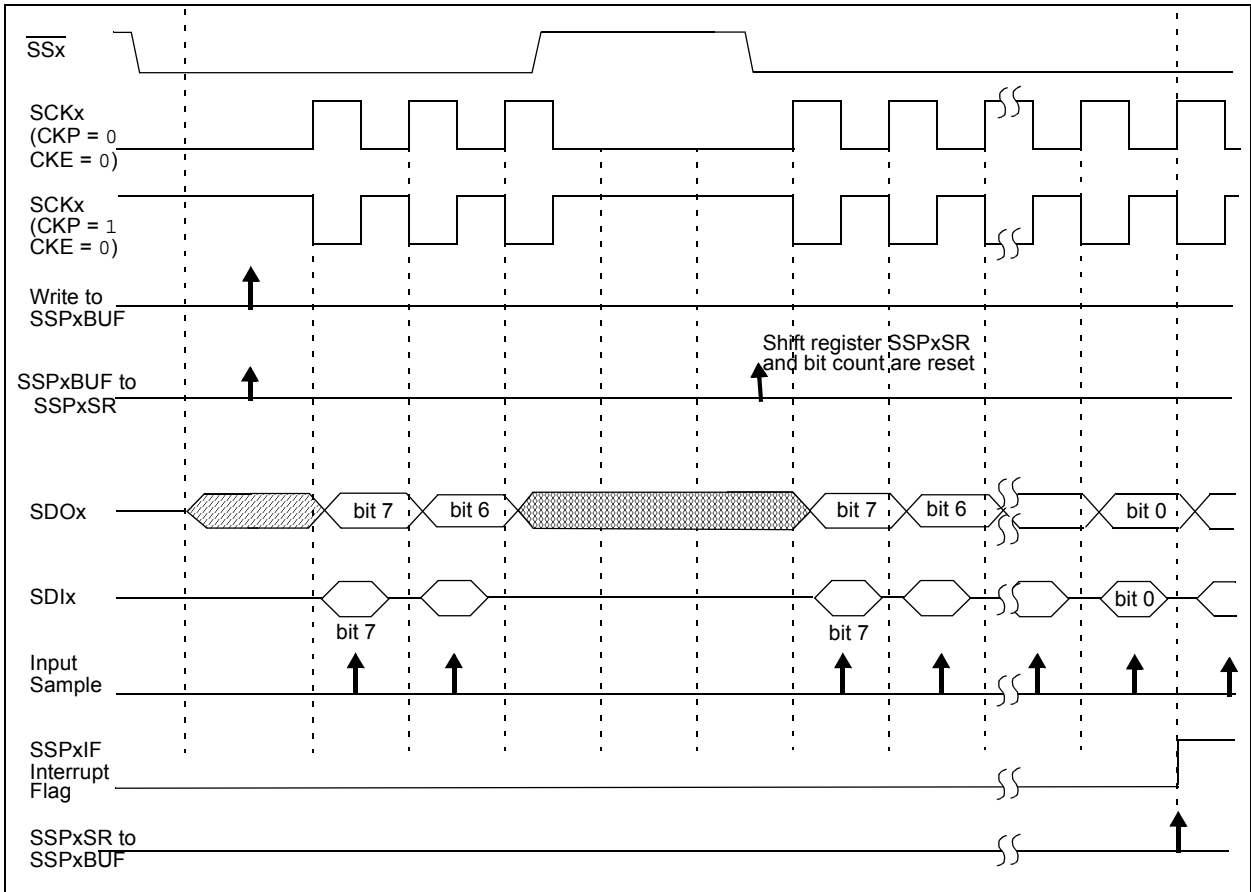 SSx
SCKx
(CKP = 0
CKE = 0)
SCKx
(CKP = 1
CKE = 0)
Write to
SSPxBUF
Shift register SSPxSR
and bit count are reset
SSPxBUF to
SSPxSR
SDOx
bit 7
bit 6
bit 7
bit 6
bit 0
SDIx
bit 0
bit 7
bit 7
Input
Sample
SSPxIF
Interrupt
Flag
SSPxSR to
SSPxBUF